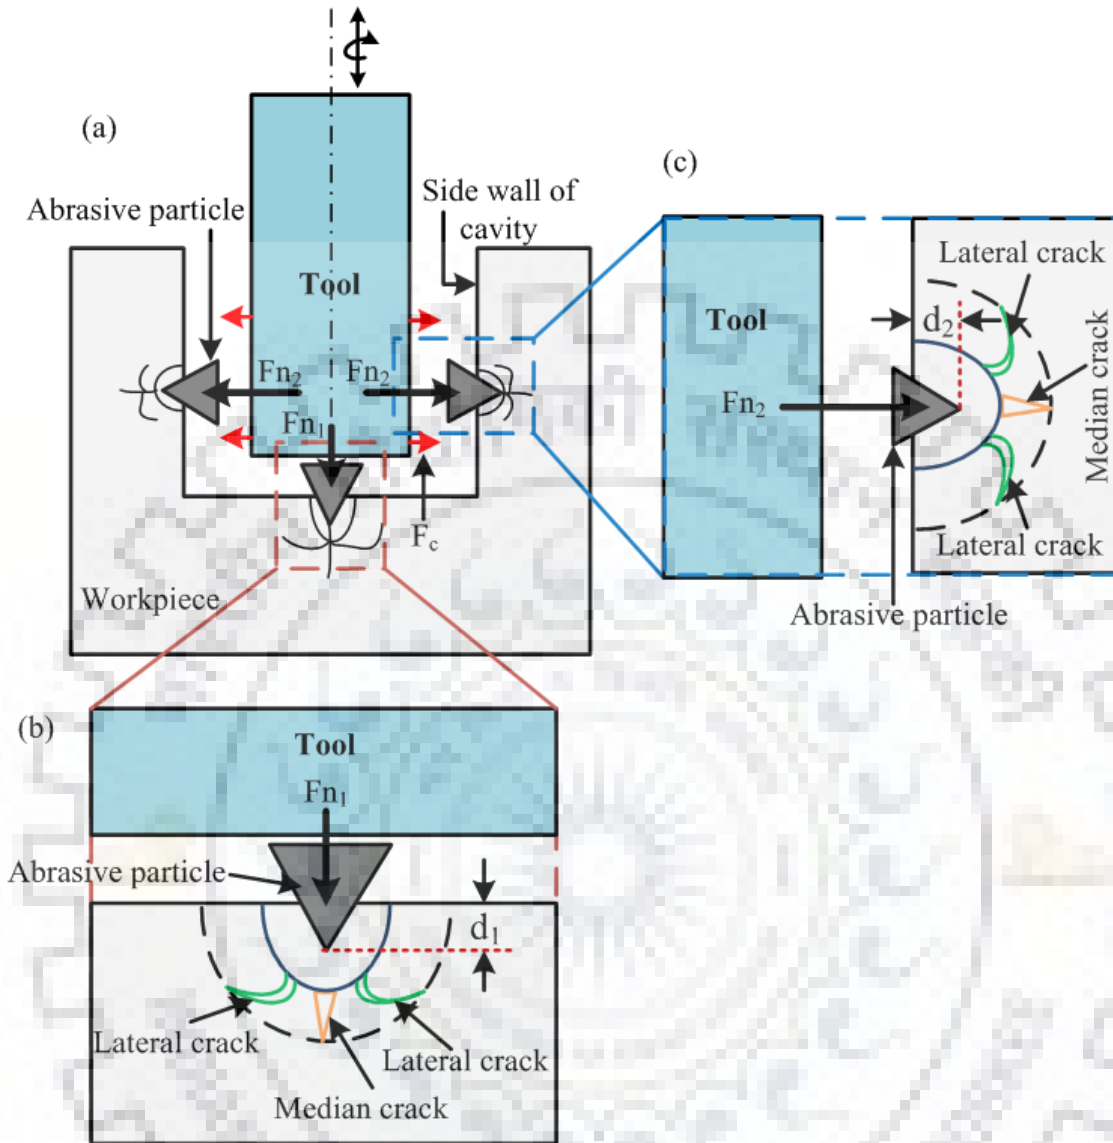 (a)
Abrasive particle
Side wall of
cavity
Tool
Fn2
Fn2
Fn1
Fc
Workpiece
(c)
Tool
Lateral crack
d2
Fn2
Median crack
Lateral crack
Abrasive particle
(b)
Tool
Fn1
Abrasive particle
d1
Lateral crack
Lateral crack
Median crack